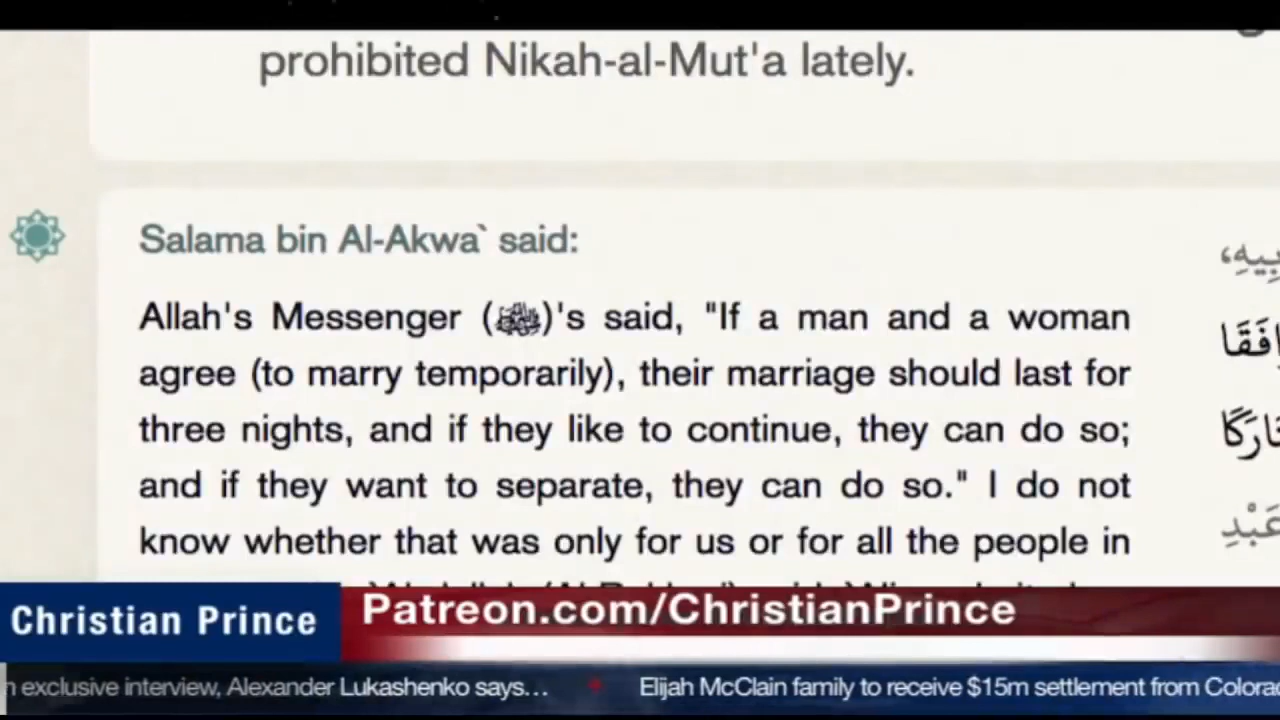 prohibited Nikah-al-Mut'a lately.
Salama bin Al-Akwa` said:
Allah's Messenger (ﷺ)'s said, "If a man and a woman
agree (to marry temporarily), their marriage should last for
three nights, and if they like to continue, they can do so;
and if they want to separate, they can do so." I do not
know whether that was only for us or for all the people in
Christian Prince
Patreon.com/ChristianPrince
exclusive interview, Alexander Lukashenko says...
Elijah McClain family to receive $15m settlement from